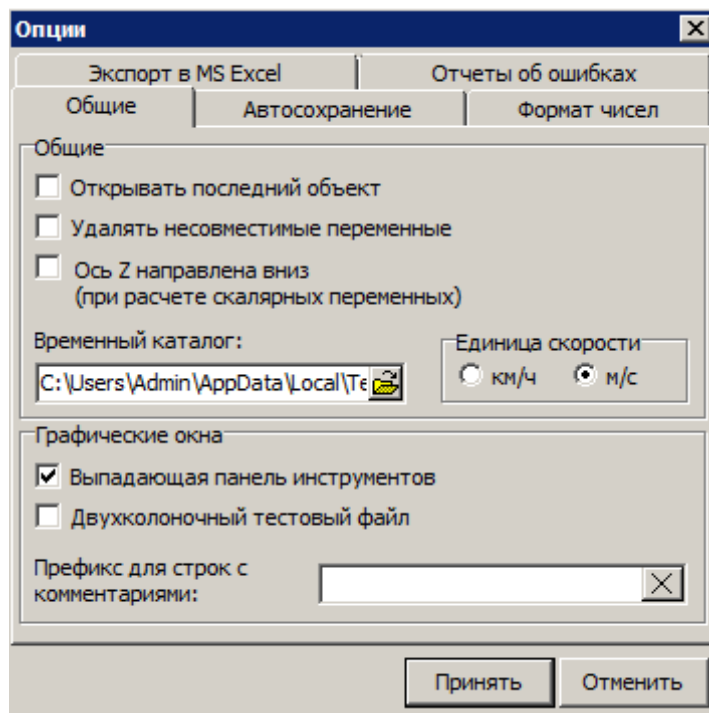 Опции
Экспорт в MS Excel
Отчеты об ошибках
Общие
Автосохранение
Формат чисел
Общие
Открывать последний объект
Удалять несовместимые переменные
Ось Z направлена вниз
(при расчете скалярных переменных)
Временный каталог:
C:\Users\Admin\AppData\Local\Te
Единица скорости
км/ч
м/с
Графические окна
Выпадающая панель инструментов
Двухколоночный тестовый файл
Префикс для строк с
комментариями:
Принять
Отменить